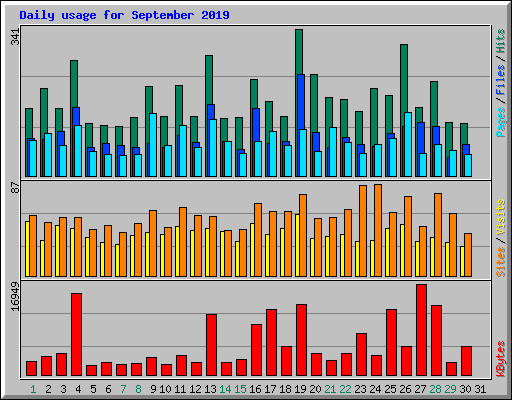 Daily usage for September 2019
341
Pages / Files / Hits
87
Sites / Visits
16949
KBytes
1 2 3 4 5 6 7 8 9 10 11 12 13 14 15 16 17 18 19 20 21 22 23 24 25 26 27 28 29 30 31